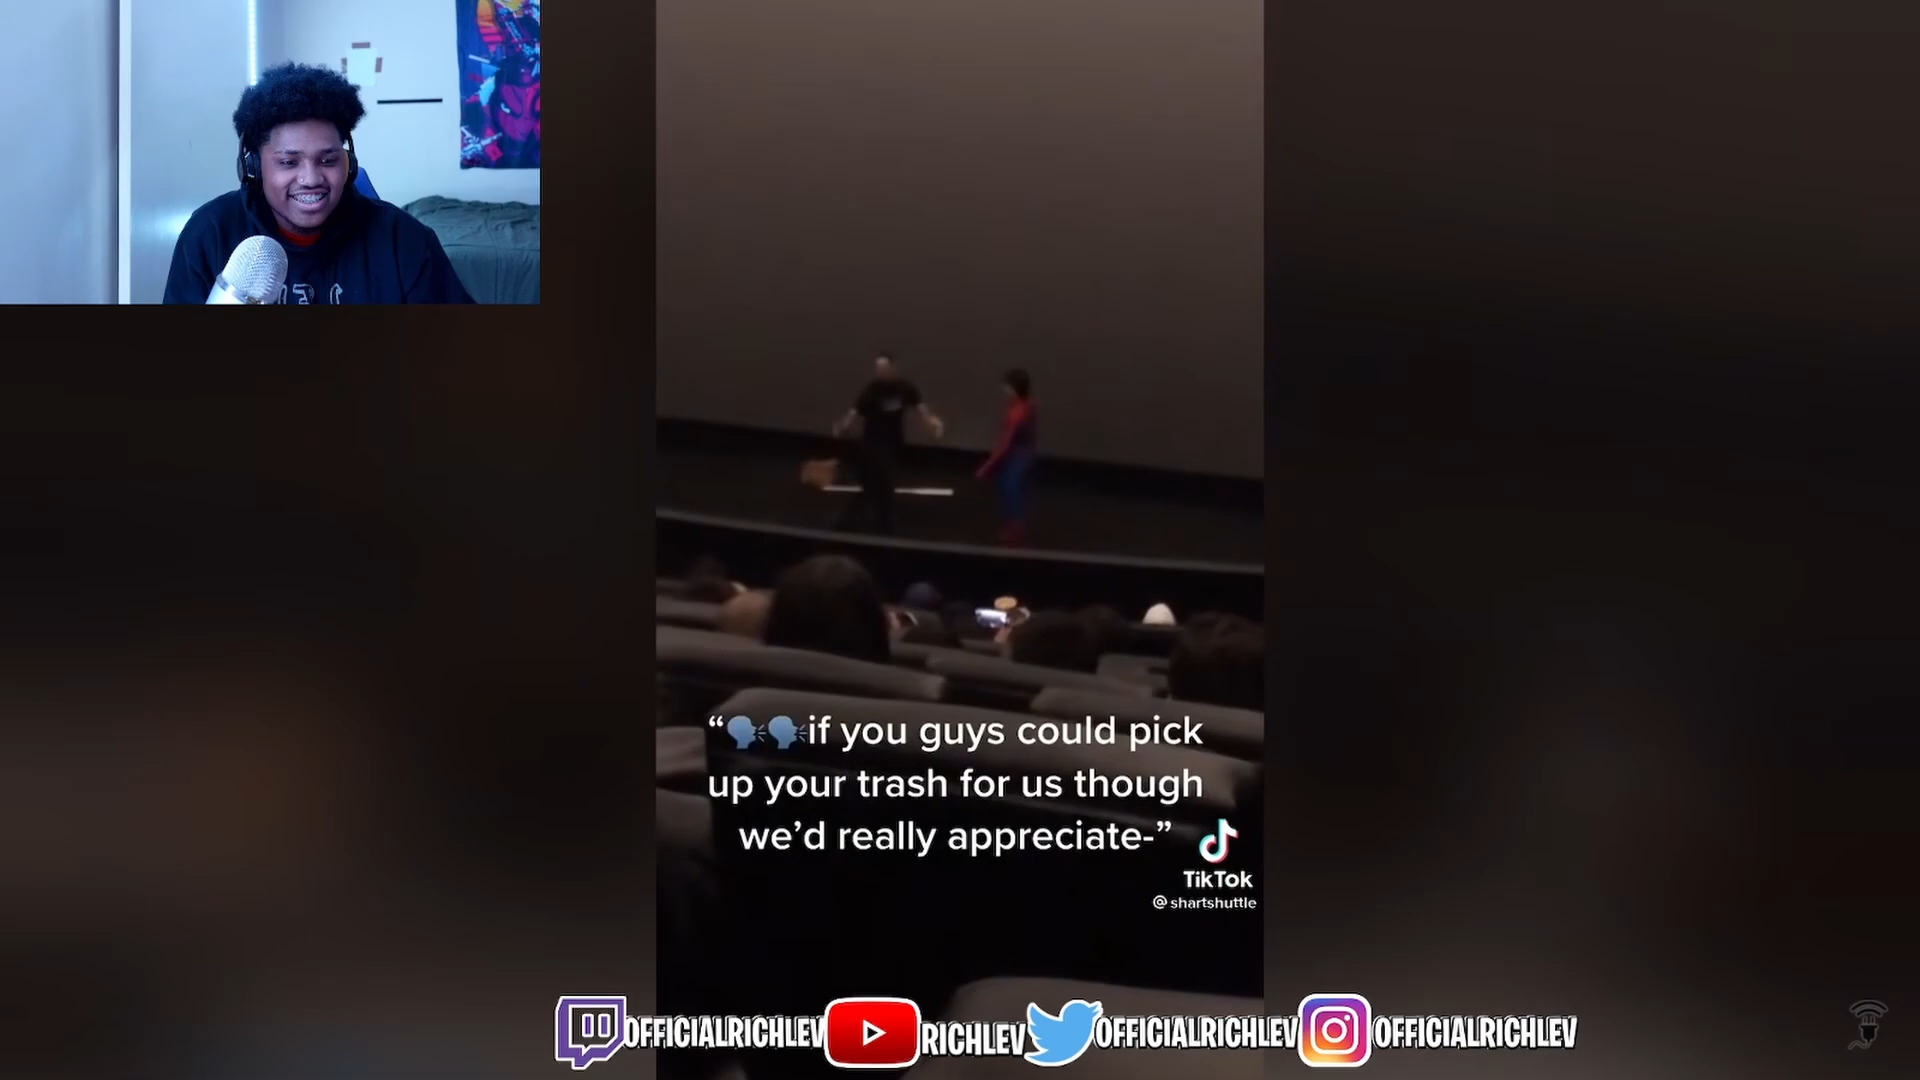 “🗣🗣if you guys could pick
up your trash for us though
we’d really appreciate-”
TikTok
@shartshuttle
OFFICIALRICHLEV RICHLEV OFFICIALRICHLEV OFFICIALRICHLEV